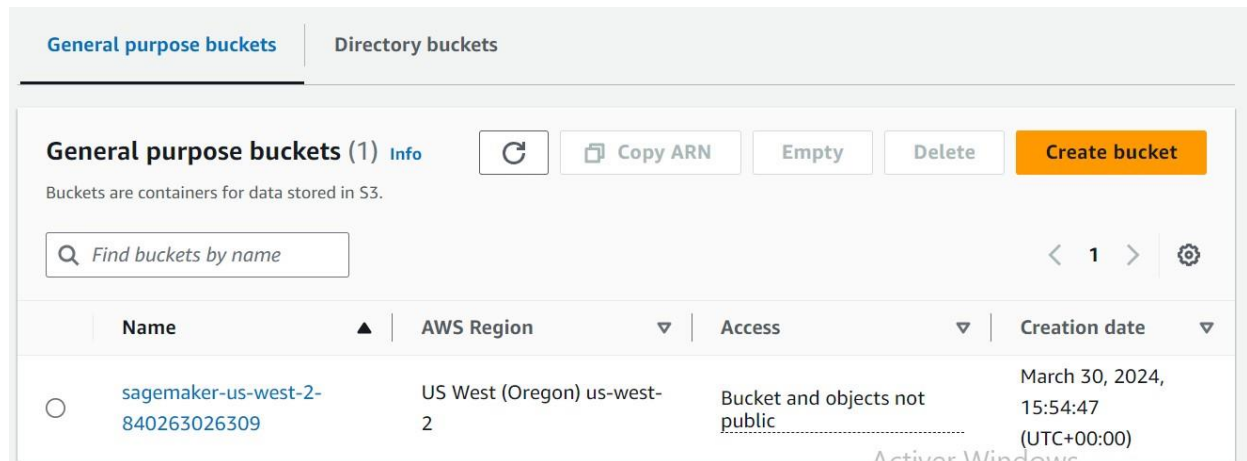 General purpose buckets
Directory buckets
General purpose buckets (1) Info
Copy ARN
Empty
Delete
Create bucket
Buckets are containers for data stored in S3.
Find buckets by name
1
Name
AWS Region
Access
Creation date
sagemaker-us-west-2-
840263026309
US West (Oregon) us-west-
2
Bucket and objects not
public
March 30, 2024,
15:54:47
(UTC+00:00)
Activer Windows